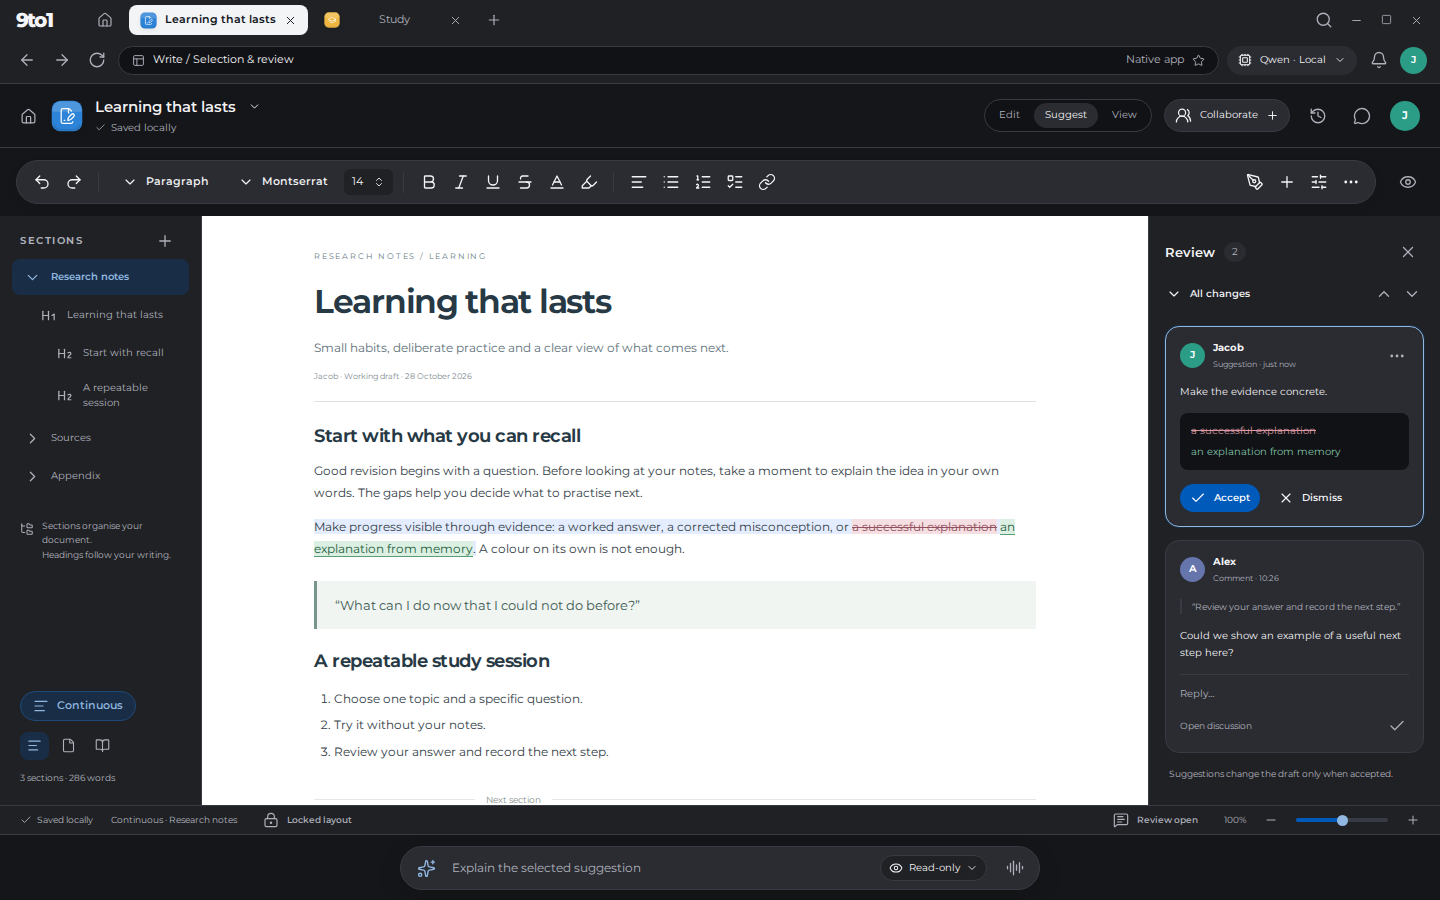 9to1
Learning that lasts
Study
Write / Selection & review
Native app
Qwen · Local
J
Learning that lasts
Saved locally
Edit
Suggest
View
Collaborate
J
Paragraph
Montserrat
14
SECTIONS
Research notes
H1 Learning that lasts
H2 Start with recall
H2 A repeatable
session
Sources
Appendix
Sections organise your
document.
Headings follow your writing.
Continuous
3 sections · 286 words
RESEARCH NOTES / LEARNING
Learning that lasts
Small habits, deliberate practice and a clear view of what comes next.
Jacob · Working draft · 28 October 2026
Start with what you can recall
Good revision begins with a question. Before looking at your notes, take a moment to explain the idea in your own
words. The gaps help you decide what to practise next.
Make progress visible through evidence: a worked answer, a corrected misconception, or a successful explanation an
explanation from memory. A colour on its own is not enough.
“What can I do now that I could not do before?”
A repeatable study session
1. Choose one topic and a specific question.
2. Try it without your notes.
3. Review your answer and record the next step.
Next section
Review 2
All changes
J
Jacob
Suggestion · just now
Make the evidence concrete.
a successful explanation
an explanation from memory
Accept
Dismiss
A
Alex
Comment · 10:26
“Review your answer and record the next step.”
Could we show an example of a useful next
step here?
Reply...
Open discussion
Suggestions change the draft only when accepted.
Saved locally
Continuous · Research notes
Locked layout
Review open
100%
Explain the selected suggestion
Read-only